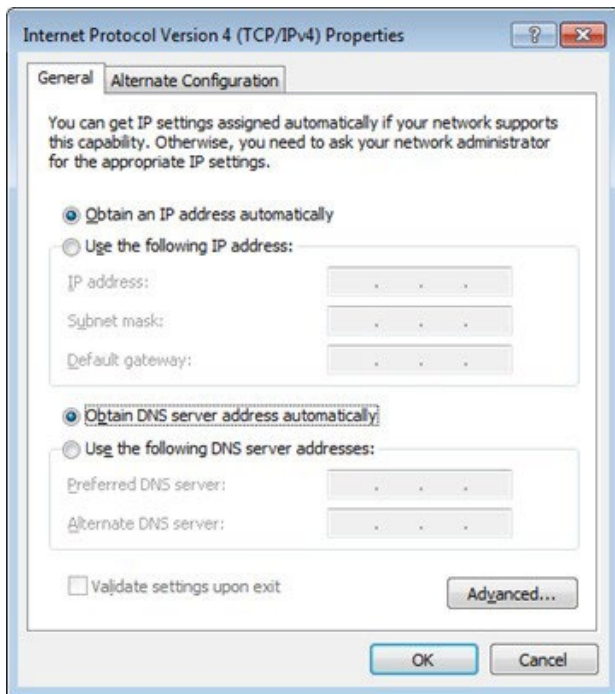 Internet Protocol Version 4 (TCP/IPv4) Properties
General
Alternate Configuration
You can get IP settings assigned automatically if your network supports
this capability. Otherwise, you need to ask your network administrator
for the appropriate IP settings.
Obtain an IP address automatically
Use the following IP address:
IP address:
Subnet mask:
Default gateway:
Obtain DNS server address automatically
Use the following DNS server addresses:
Preferred DNS server:
Alternate DNS server:
Validate settings upon exit
Advanced...
OK
Cancel